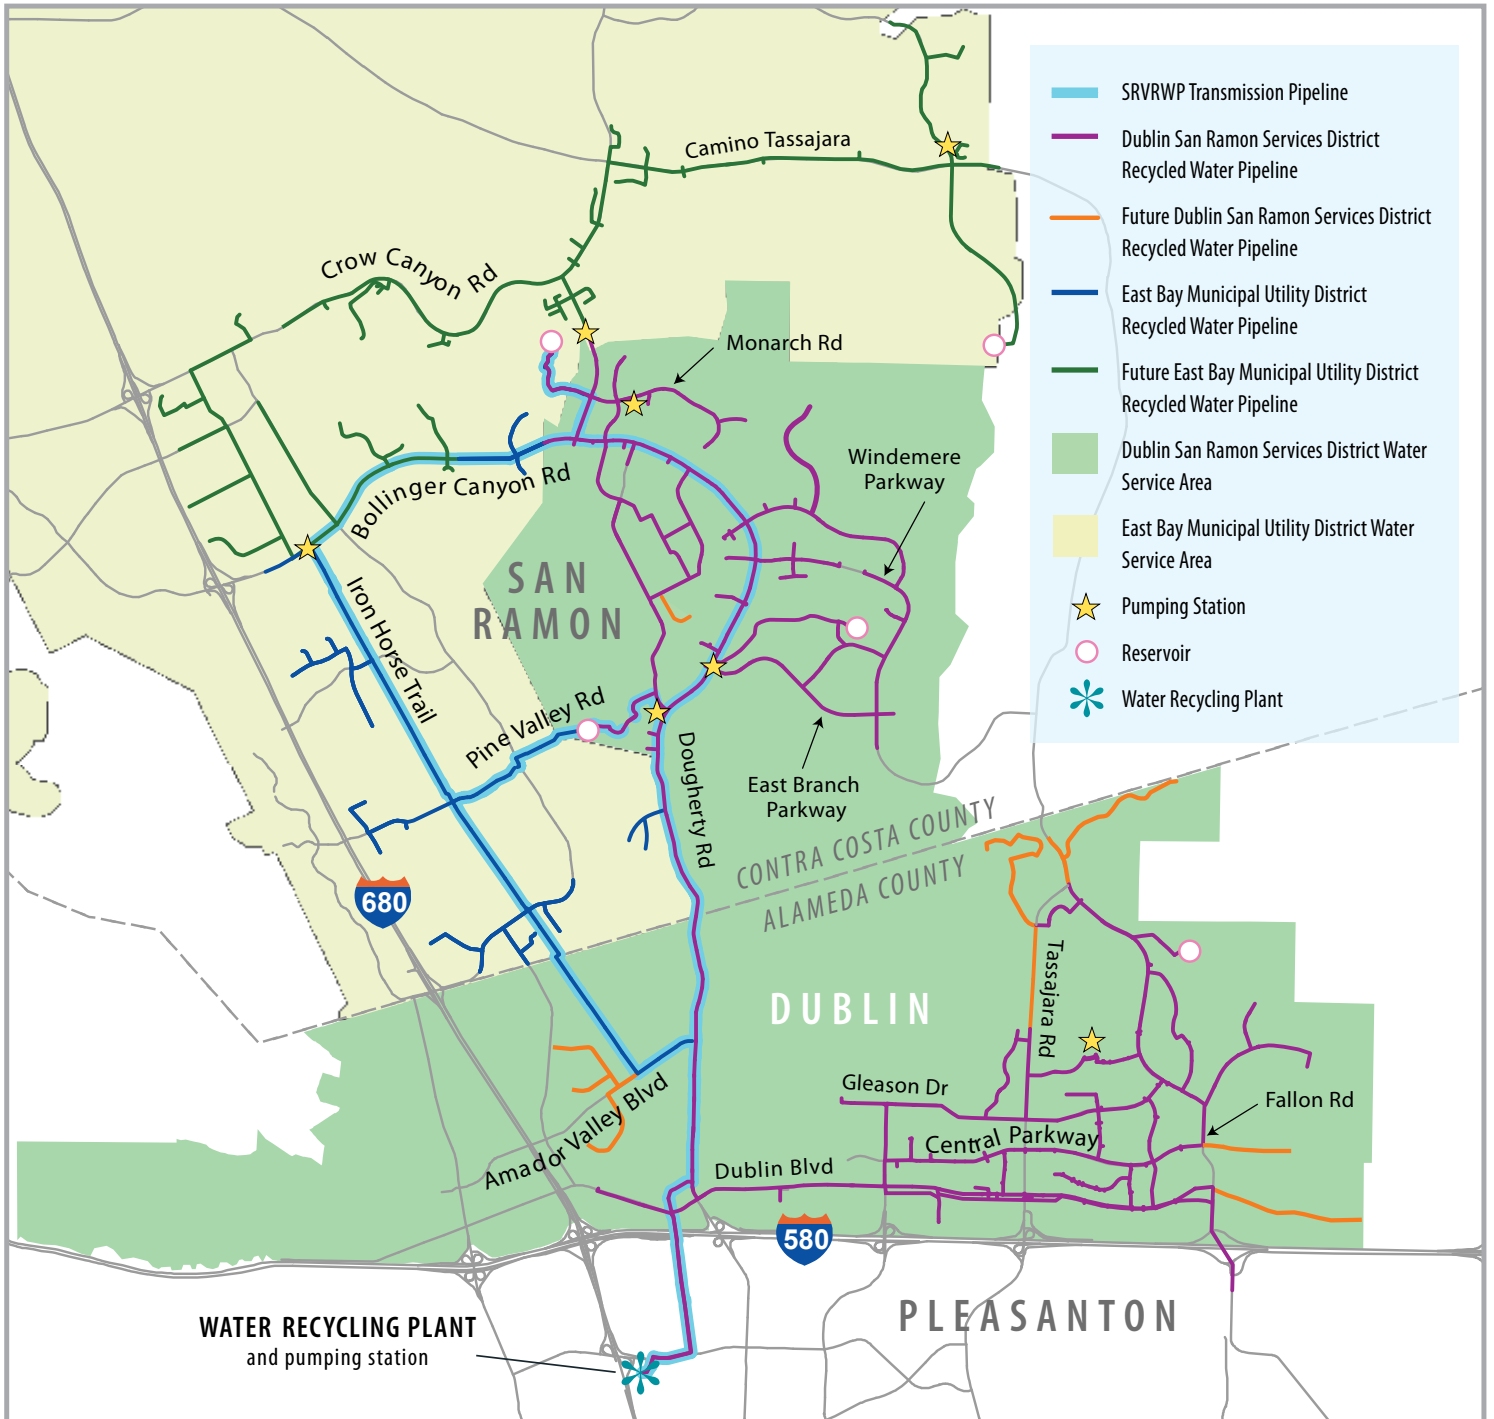 SRVRWP Transmission Pipeline
Dublin San Ramon Services District
Recycled Water Pipeline
Future Dublin San Ramon Services District
Recycled Water Pipeline
East Bay Municipal Utility District
Recycled Water Pipeline
Future East Bay Municipal Utility District
Recycled Water Pipeline
Dublin San Ramon Services District Water
Service Area
East Bay Municipal Utility District Water
Service Area
Pumping Station
Reservoir
Water Recycling Plant
Camino Tassajara
Crow Canyon Rd
Monarch Rd
Windemere
Parkway
Bollinger Canyon Rd
SAN
RAMON
Iron Horse Trail
Pine Valley Rd
Dougherty Rd
East Branch
Parkway
CONTRA COSTA COUNTY
ALAMEDA COUNTY
680
DUBLIN
Tassajara Rd
Gleason Dr
Fallon Rd
Central Parkway
Amador Valley Blvd
Dublin Blvd
580
PLEASANTON
WATER RECYCLING PLANT
and pumping station